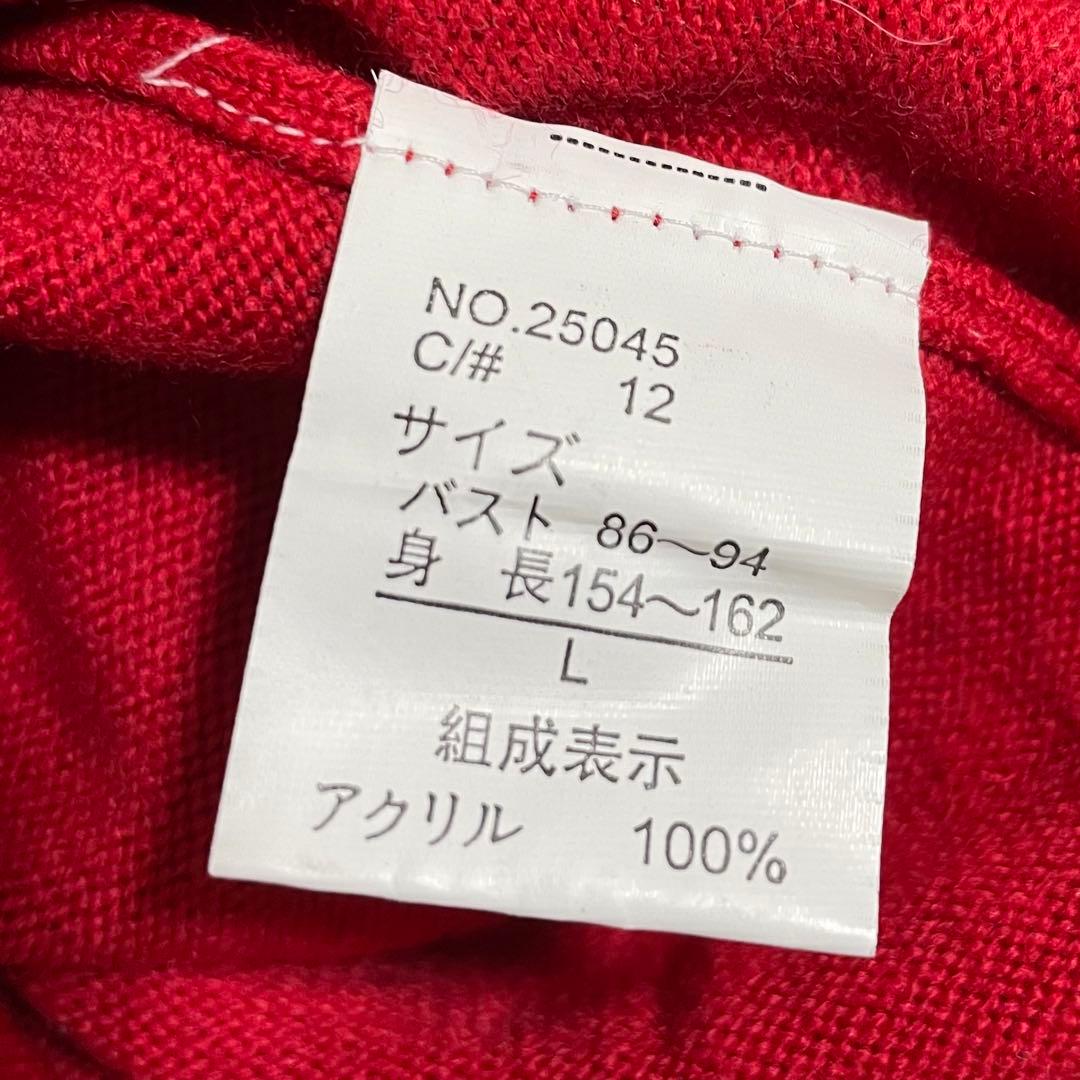 NO.25045
C/# 12
サイズ
バスト 86～94
身 長154～162
L
組成表示
アクリル 100%